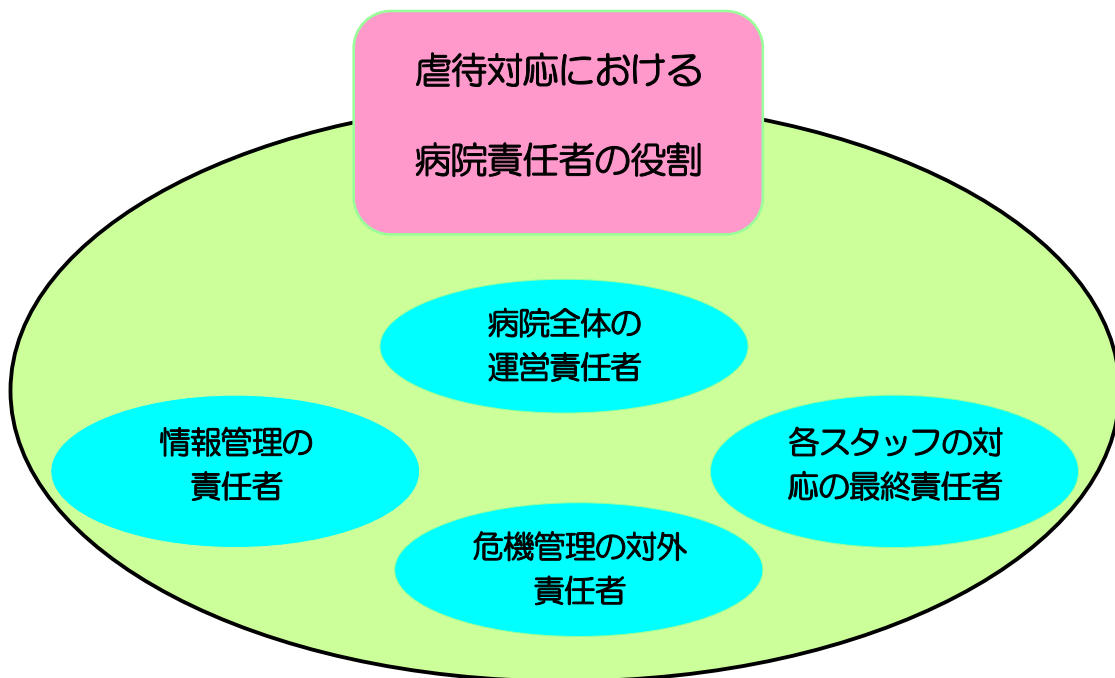 虐待対応における
病院責任者の役割
病院全体の
運営責任者
情報管理の
責任者
各スタッフの対
応の最終責任者
危機管理の対外
責任者